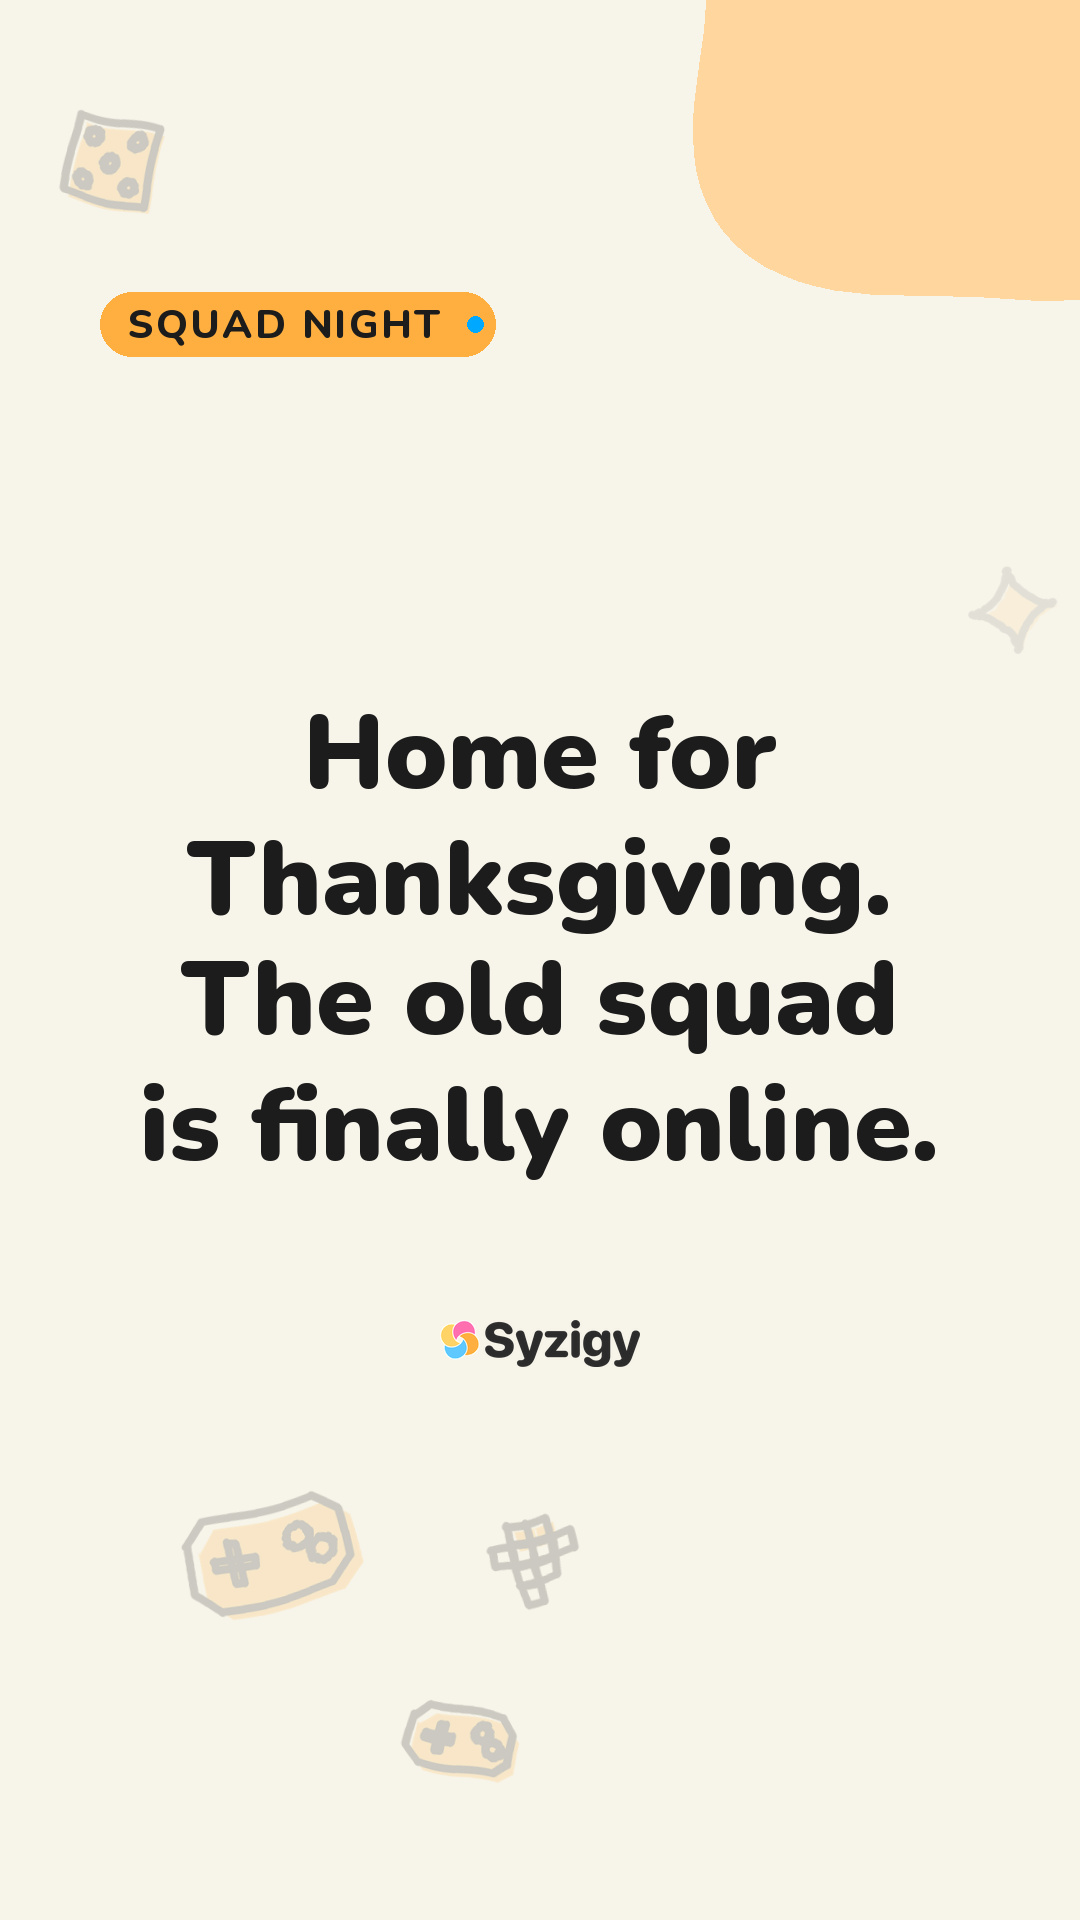 SQUAD NIGHT
Home for
Thanksgiving.
The old squad
is finally online.
Syzigy